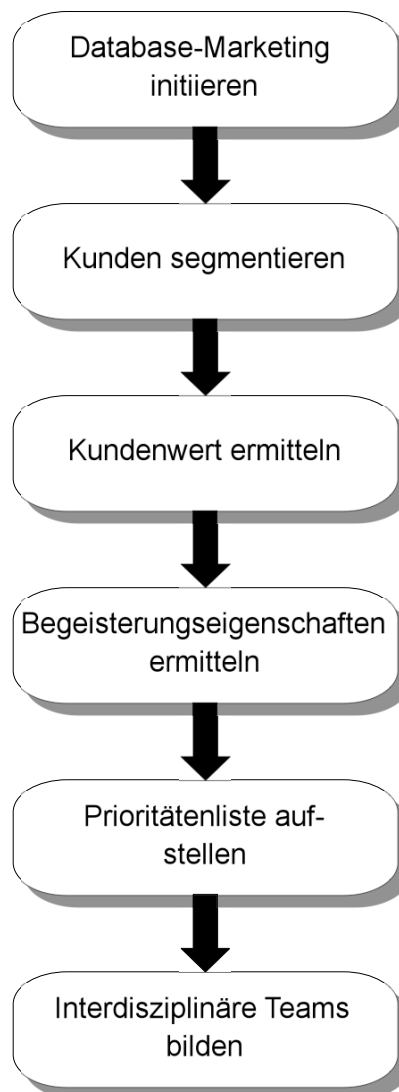 Database-Marketing
initiieren
Kunden segmentieren
Kundenwert ermitteln
Begeisterungseigenschaften
ermitteln
Prioritätenliste auf-
stellen
Interdisziplinäre Teams
bilden